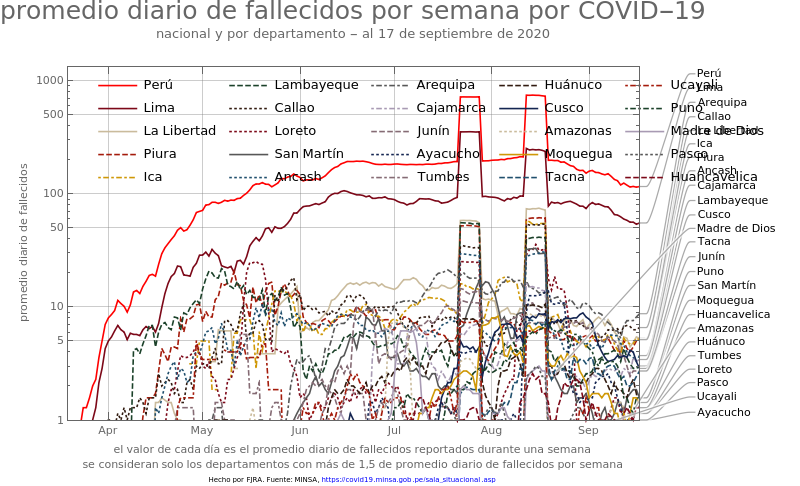 promedio diario de fallecidos por semana por COVID−19
nacional y por departamento − al 17 de septiembre de 2020
promedio diario de fallecidos
1000
500
100
50
10
5
1
Apr May Jun Jul Aug Sep
Perú Lambayeque Arequipa Huánuco Ucayali
Lima Callao Cajamarca Cusco Puno
La Libertad Loreto Junín Amazonas Madre de Dios
Piura San Martín Ayacucho Moquegua Pasco
Ica Ancash Tumbes Tacna Huancavelica
Perú
Lima
Arequipa
Callao
La Libertad
Ica
Piura
Ancash
Cajamarca
Lambayeque
Cusco
Madre de Dios
Tacna
Junín
Puno
San Martín
Moquegua
Huancavelica
Amazonas
Huánuco
Tumbes
Loreto
Pasco
Ucayali
Ayacucho
el valor de cada día es el promedio diario de fallecidos reportados durante una semana
se consideran solo los departamentos con más de 1,5 de promedio diario de fallecidos por semana
Hecho por FJRA. Fuente: MINSA, https://covid19.minsa.gob.pe/sala_situacional.asp